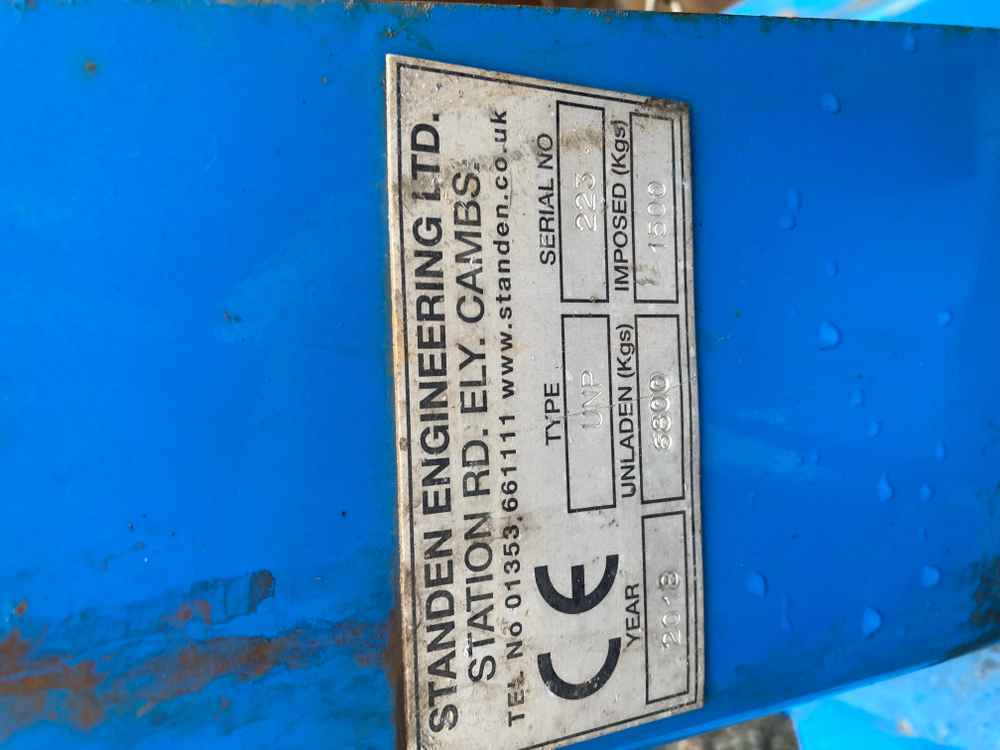 STANDEN ENGINEERING LTD.
STATION RD. ELY. CAMBS.
TEL No 01353 661111 www.standen.co.uk
CE
TYPE SERIAL NO
UNP 223
YEAR UNLADEN (Kgs) IMPOSED (Kgs)
2018 6800 1500